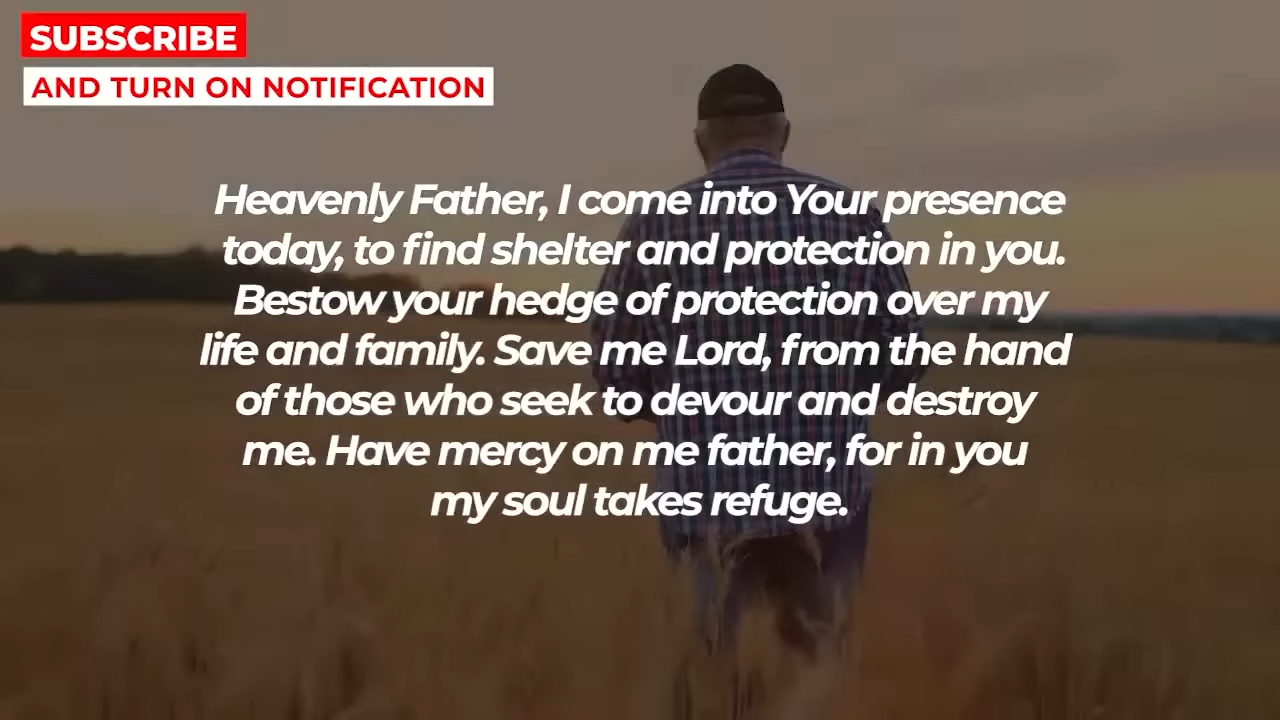 SUBSCRIBE
AND TURN ON NOTIFICATION
Heavenly Father, I come into Your presence
today, to find shelter and protection in you.
Bestow your hedge of protection over my
life and family. Save me Lord, from the hand
of those who seek to devour and destroy
me. Have mercy on me father, for in you
my soul takes refuge.